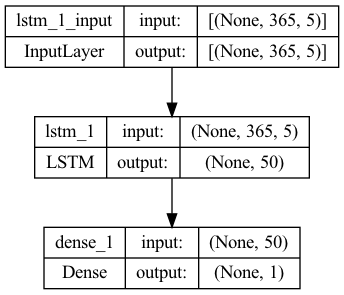 lstm_1_input input: [(None, 365, 5)]
InputLayer output: [(None, 365, 5)]
lstm_1 input: (None, 365, 5)
LSTM output: (None, 50)
dense_1 input: (None, 50)
Dense output: (None, 1)